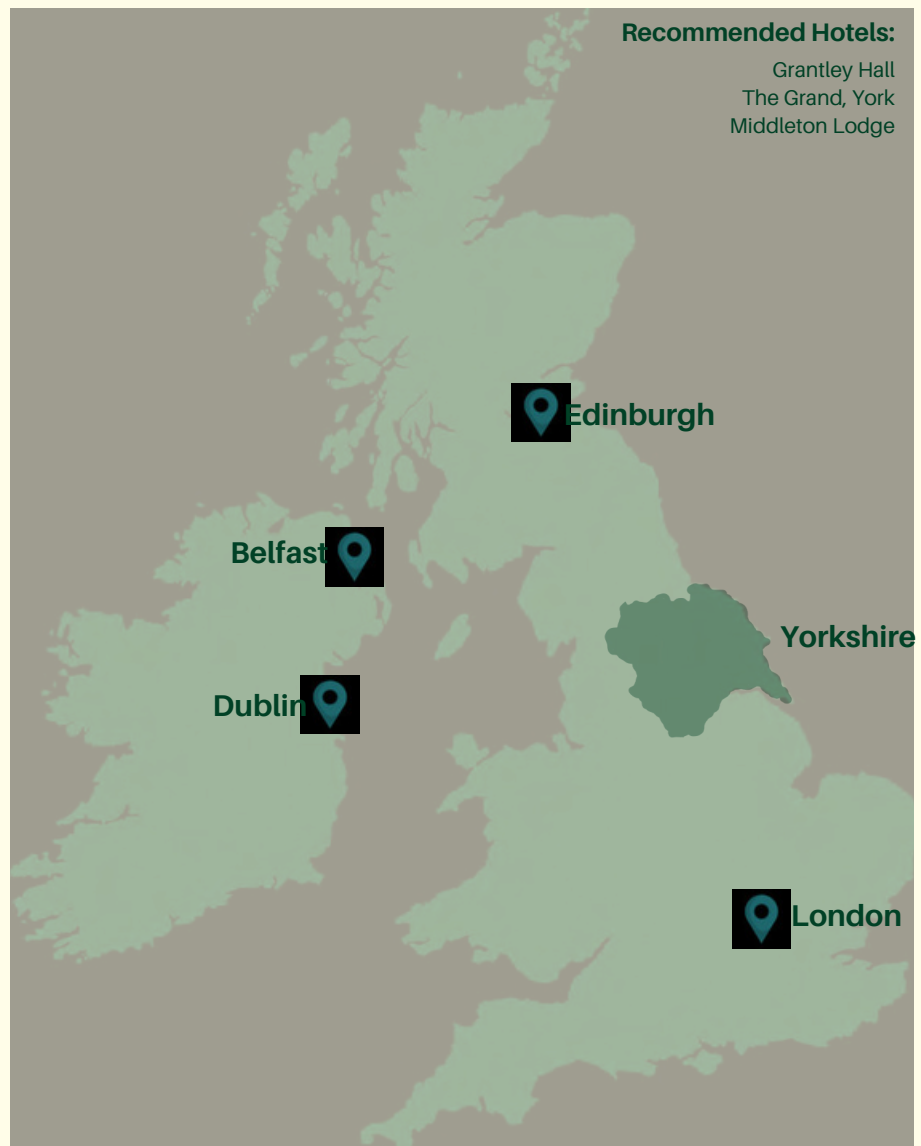 Recommended Hotels:
Grantley Hall
The Grand, York
Middleton Lodge
Edinburgh
Belfast
Yorkshire
Dublin
London